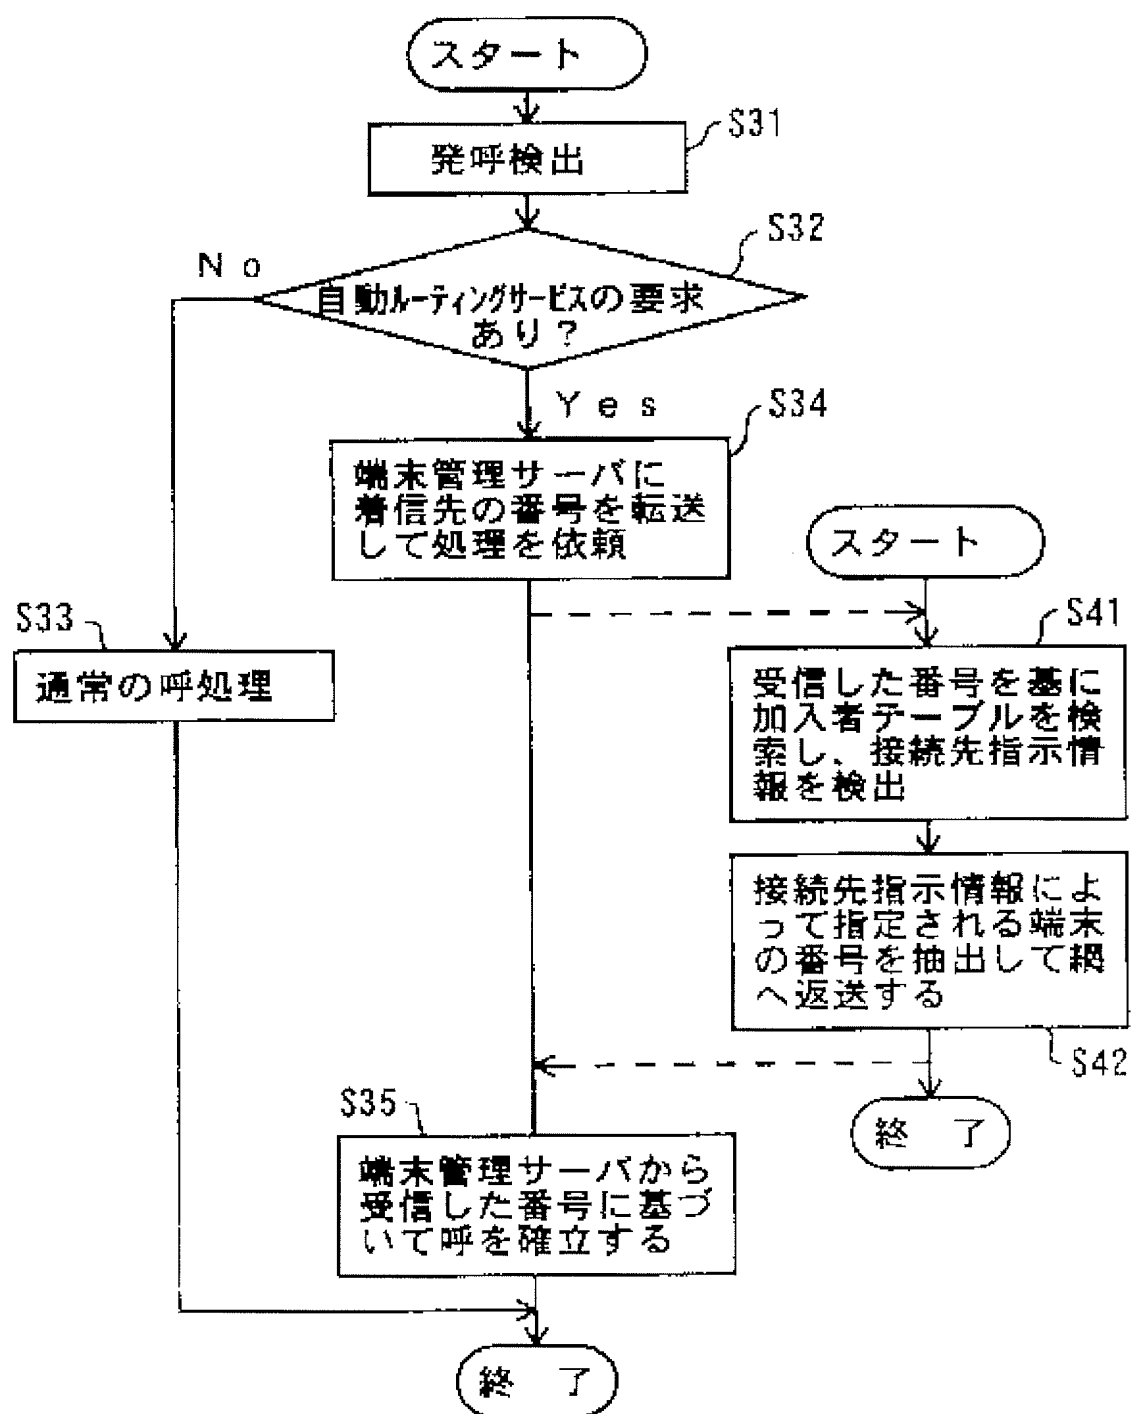 スタート
S31
発呼検出
S32
No
自動ルーティングサービスの要求
あり？
Yes
S34
端末管理サーバに
着信先の番号を転送
して処理を依頼
スタート
S33
通常の呼処理
S41
受信した番号を基に
加入者テーブルを検
索し、接続先指示情
報を検出
接続先指示情報によ
って指定される端末
の番号を抽出して網
へ返送する
S42
終 了
S35
端末管理サーバから
受信した番号に基づ
いて呼を確立する
終 了